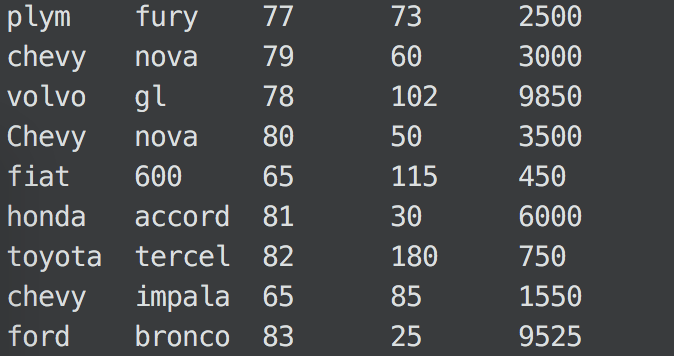 plym fury 77 73 2500
chevy nova 79 60 3000
volvo gl 78 102 9850
Chevy nova 80 50 3500
fiat 600 65 115 450
honda accord 81 30 6000
toyota tercel 82 180 750
chevy impala 65 85 1550
ford bronco 83 25 9525